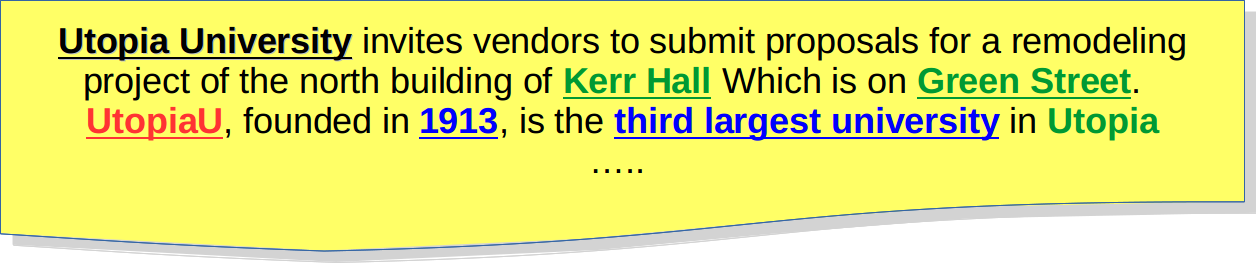 Utopia University invites vendors to submit proposals for a remodeling
project of the north building of Kerr Hall Which is on Green Street.
UtopiaU, founded in 1913, is the third largest university in Utopia
…..